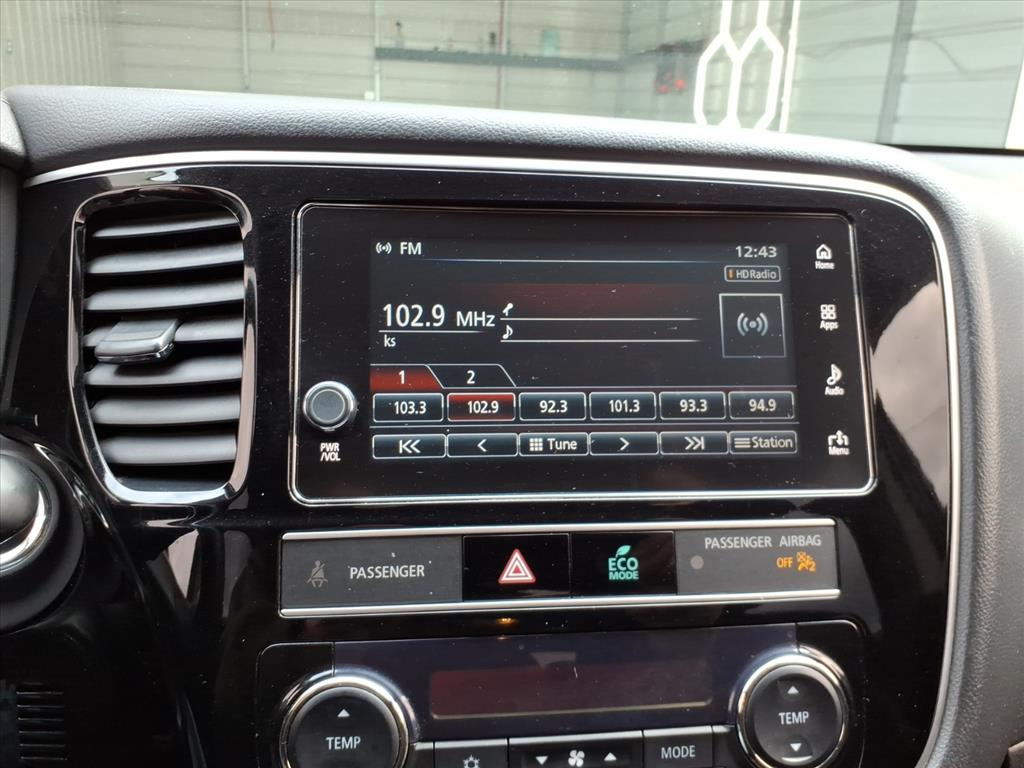 FM
12:43
HD Radio
102.9 MHz
ks
1 2
103.3 102.9 92.3 101.3 93.3 94.9
Tune Station
Home
Apps
Audio
Menu
PWR
/VOL
PASSENGER
ECO
MODE
PASSENGER AIRBAG
OFF 2
TEMP
MODE
TEMP